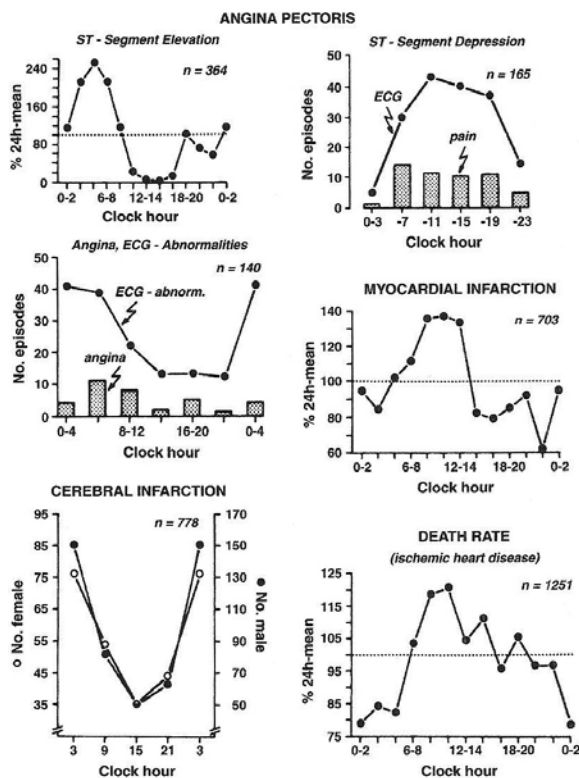 ANGINA PECTORIS
ST - Segment Elevation
n = 364
% 24h-mean
240
160
80
0
0-2
6-8
12-14
18-20
0-2
Clock hour
ST - Segment Depression
n = 165
ECG
pain
No. episodes
50
40
30
20
10
0
0-3
-7
-11
-15
-19
-23
Clock hour
Angina, ECG - Abnormalities
n = 140
ECG - abnorm.
angina
No. episodes
50
40
30
20
10
0
0-4
8-12
16-20
0-4
Clock hour
MYOCARDIAL INFARCTION
n = 703
% 24h-mean
140
120
100
80
60
0-2
6-8
12-14
18-20
0-2
Clock hour
CEREBRAL INFARCTION
n = 778
o No. female
95
85
75
65
55
45
35
● No. male
170
150
130
110
90
70
50
3
9
15
21
3
Clock hour
DEATH RATE
(ischemic heart disease)
n = 1251
% 24h-mean
125
115
105
95
85
75
0-2
6-8
12-14
18-20
0-2
Clock hour